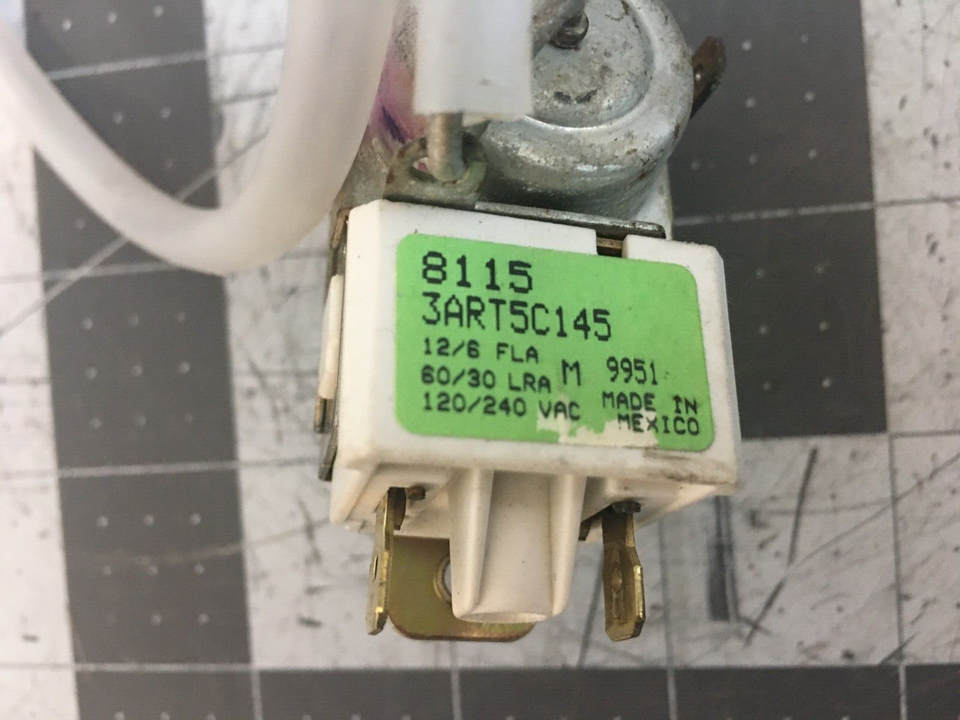 8115
3ART5C145
12/6 FLA
60/30 LRA M 9951
120/240 VAC MADE IN
MEXICO